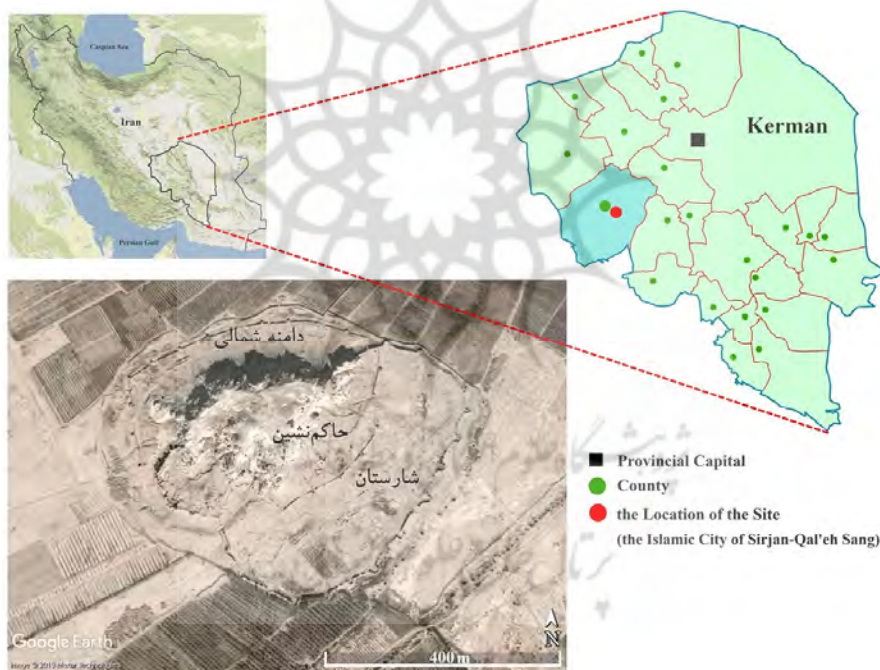 Caspian Sea
Iran
Persian Gulf
Kerman
دامنه شمالی
حاکم‌نشین
شارستان
Provincial Capital
County
the Location of the Site
(the Islamic City of Sirjan-Qal'eh Sang)
Google Earth
N
400 m